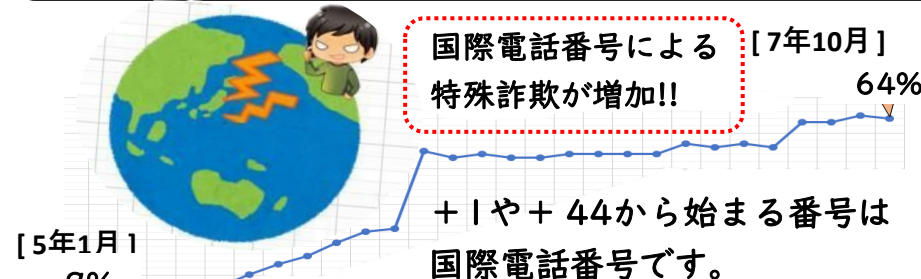 国際電話番号による
特殊詐欺が増加!!
[ 7年10月 ]
64%
+1や+ 44から始まる番号は
国際電話番号です。
[ 5年1月 ]